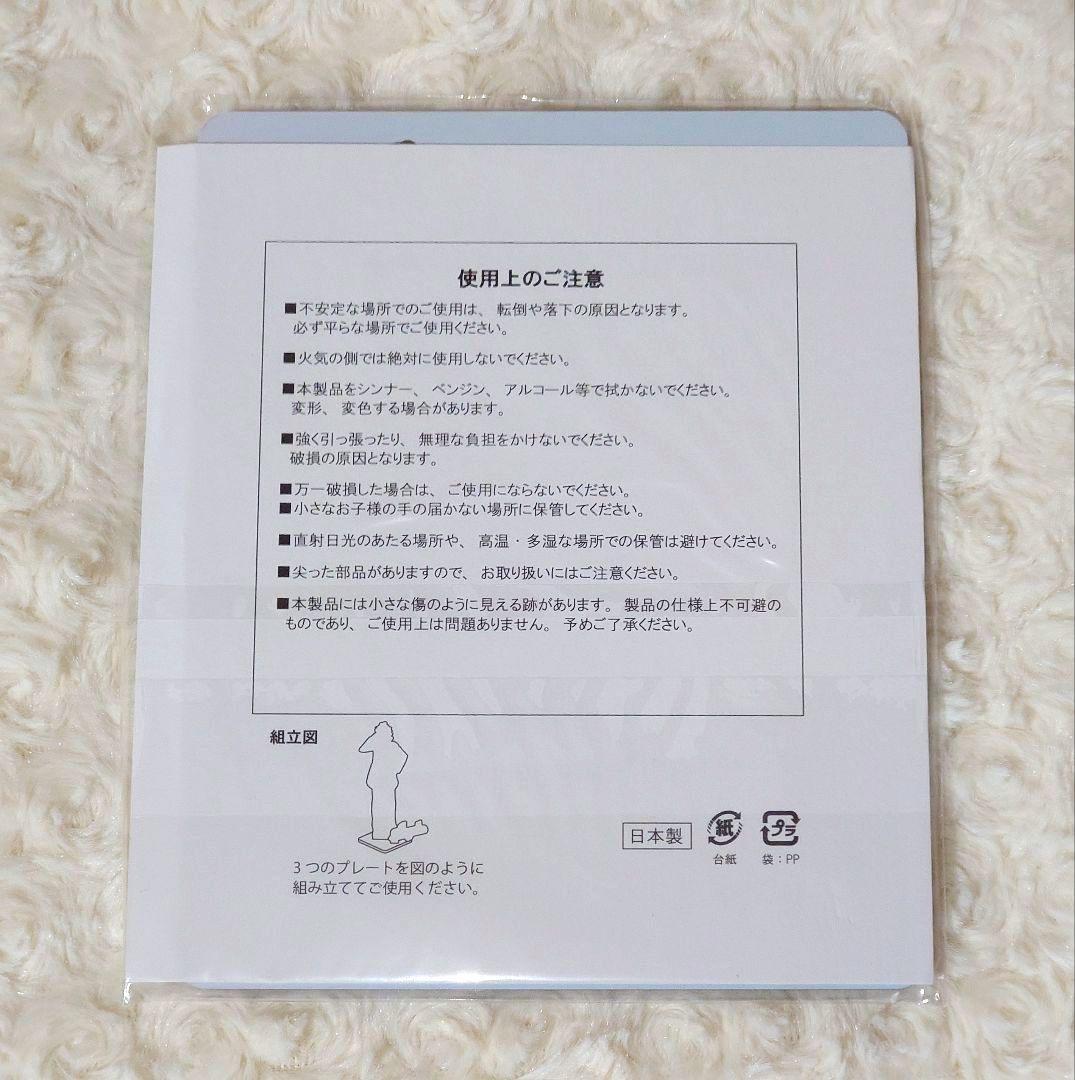 使用上のご注意
■不安定な場所でのご使用は、転倒や落下の原因となります。
必ず平らな場所でご使用ください。
■火気の側では絶対に使用しないでください。
■本製品をシンナー、ベンジン、アルコール等で拭かないでください。
変形、変色する場合があります。
■強く引っ張ったり、無理な負担をかけないでください。
破損の原因となります。
■万一破損した場合は、ご使用にならないでください。
■小さなお子様の手の届かない場所に保管してください。
■直射日光のあたる場所や、高温・多湿な場所での保管は避けてください。
■尖った部品がありますので、お取り扱いにはご注意ください。
■本製品には小さな傷のように見える跡があります。製品の仕様上不可避の
ものであり、ご使用上は問題ありません。予めご了承ください。
組立図
3つのプレートを図のように
組み立ててご使用ください。
日本製
紙
台紙
プラ
袋：PP